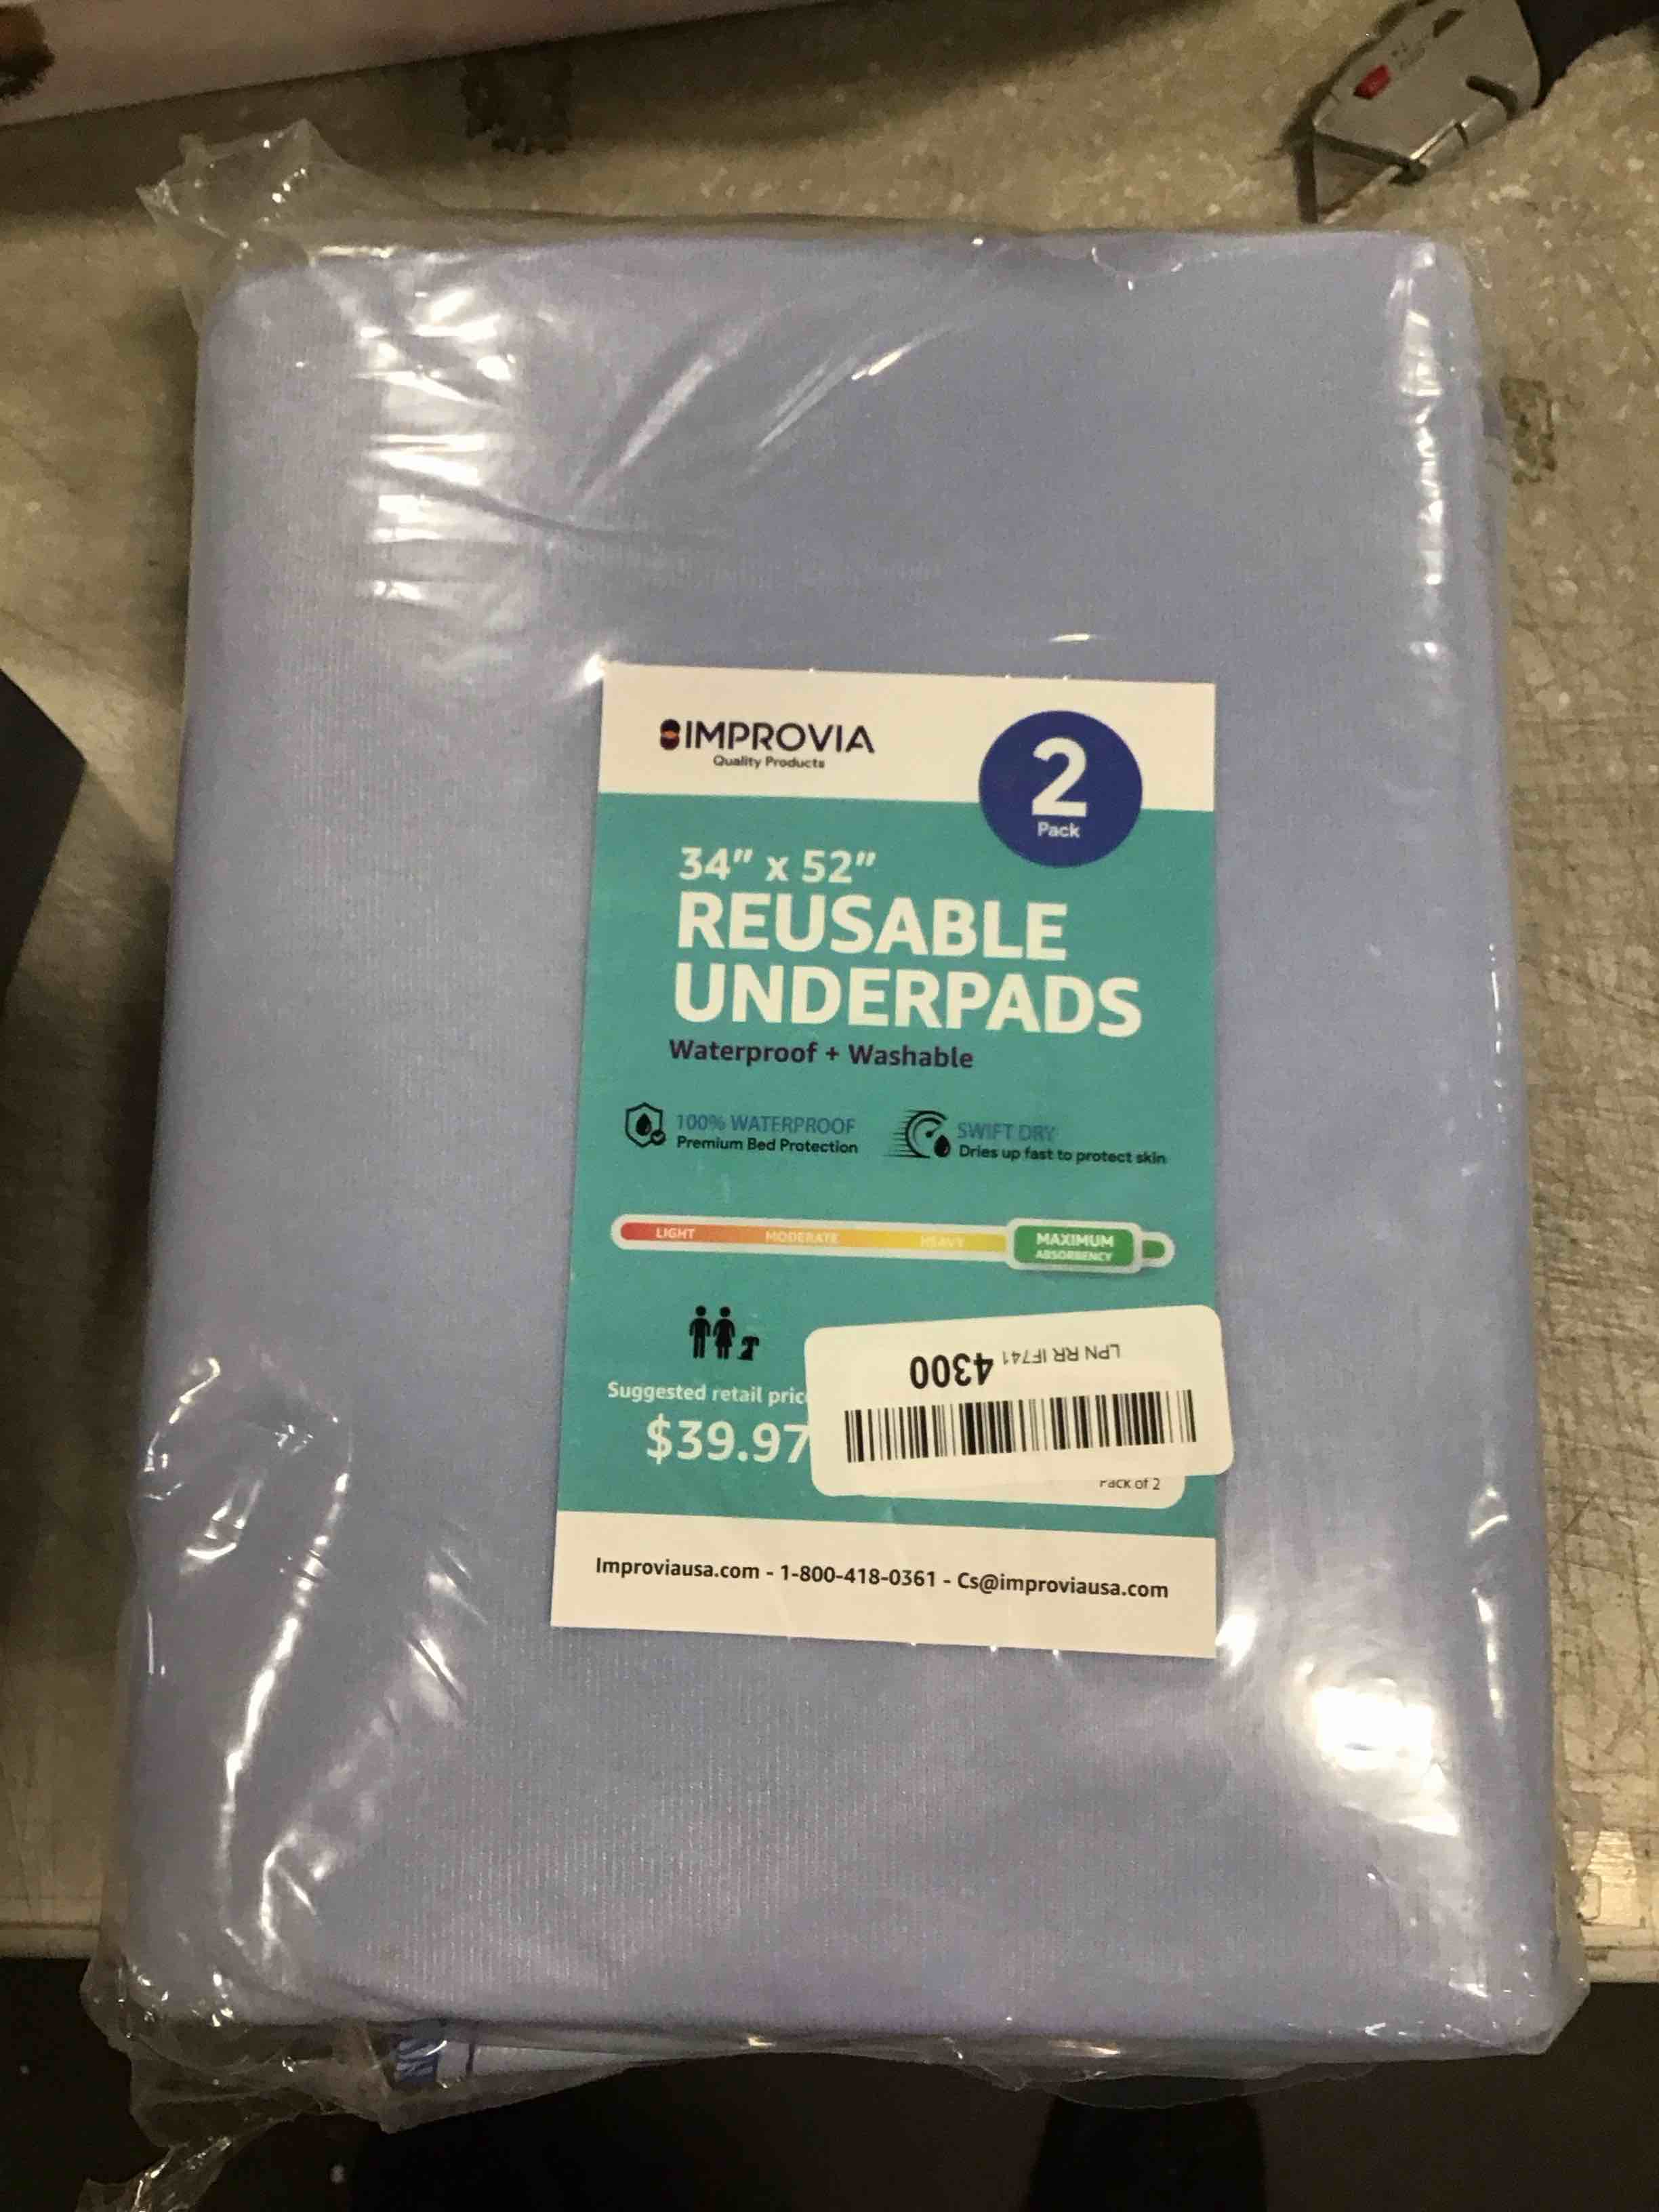 IMPROVIA
Quality Products
2
Pack
34" x 52"
REUSABLE
UNDERPADS
Waterproof + Washable
100% WATERPROOF
Premium Bed Protection
SWIFT DRY
Dries up fast to protect skin
LIGHT
MODERATE
HEAVY
MAXIMUM
ABSORBENCY
LPN RR IF741 4300
Suggested retail pric
$39.97
Pack of 2
Improviausa.com - 1-800-418-0361 - Cs@improviausa.com